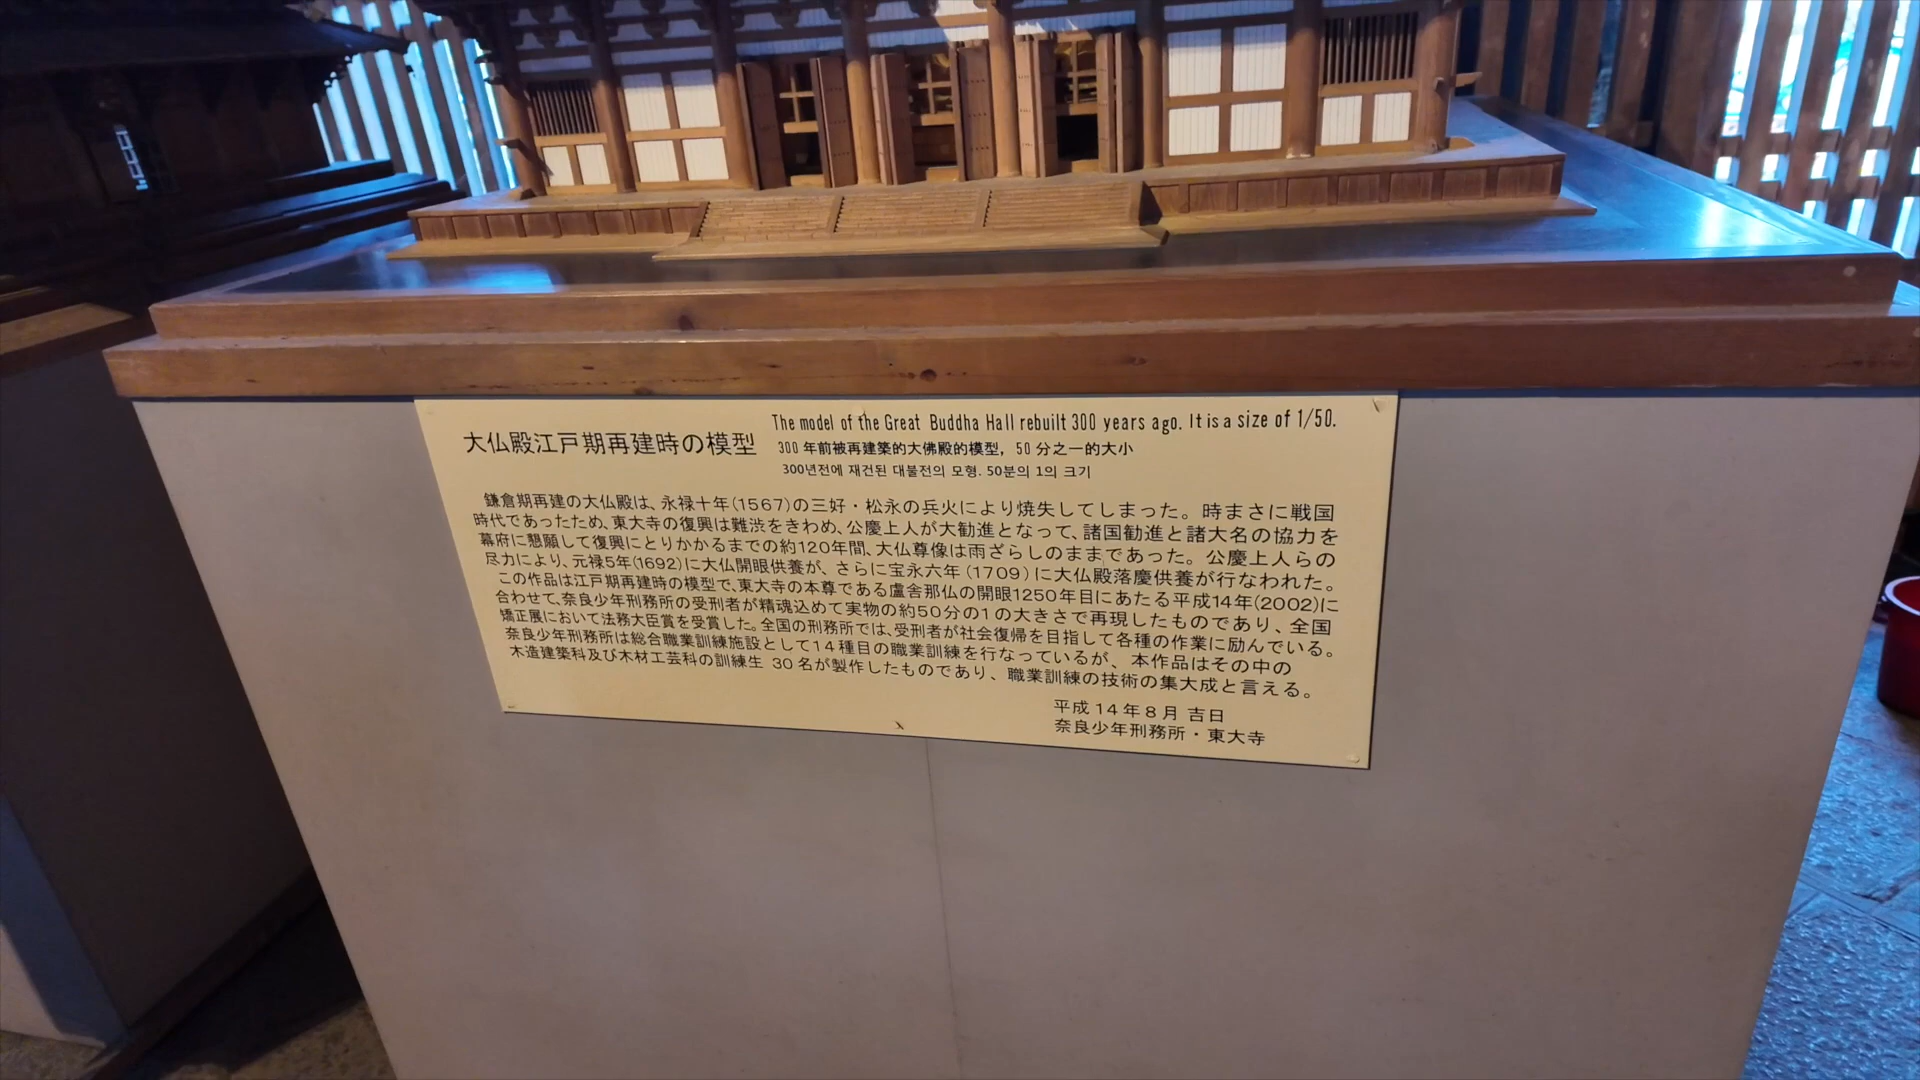 大仏殿江戸期再建時の模型
The model of the Great Buddha Hall rebuilt 300 years ago. It is a size of 1/50.
300年前被再建築的大佛殿的模型，50分之一的大小
300년전에 재건된 대불전의 모형. 50분의 1의 크기
鎌倉期再建の大仏殿は、永禄十年(1567)の三好・松永の兵火により焼失してしまった。時まさに戦国
時代であったため、東大寺の復興は難渋をきわめ、公慶上人が大勧進となって、諸国勧進と諸大名の協力を
幕府に懇願して復興にとりかかるまでの約120年間、大仏尊像は雨ざらしのままであった。公慶上人らの
尽力により、元禄5年(1692)に大仏開眼供養が、さらに宝永六年(1709)に大仏殿落慶供養が行なわれた。
この作品は江戸期再建時の模型で、東大寺の本尊である盧舎那仏の開眼1250年目にあたる平成14年(2002)に
合わせて、奈良少年刑務所の受刑者が精魂込めて実物の約50分の1の大きさで再現したものであり、全国
矯正展において法務大臣賞を受賞した。全国の刑務所では、受刑者が社会復帰を目指して各種の作業に励んでいる。
奈良少年刑務所は総合職業訓練施設として14種目の職業訓練を行なっているが、本作品はその中の
木造建築科及び木材工芸科の訓練生30名が製作したものであり、職業訓練の技術の集大成と言える。
平成14年8月 吉日
奈良少年刑務所・東大寺